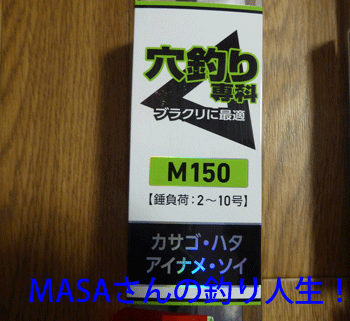 穴釣り
専科
ブラクリに最適
M150
【錘負荷:2〜10号】
カサゴ・ハタ
アイナメ・ソイ
MASAさんの釣り人生!